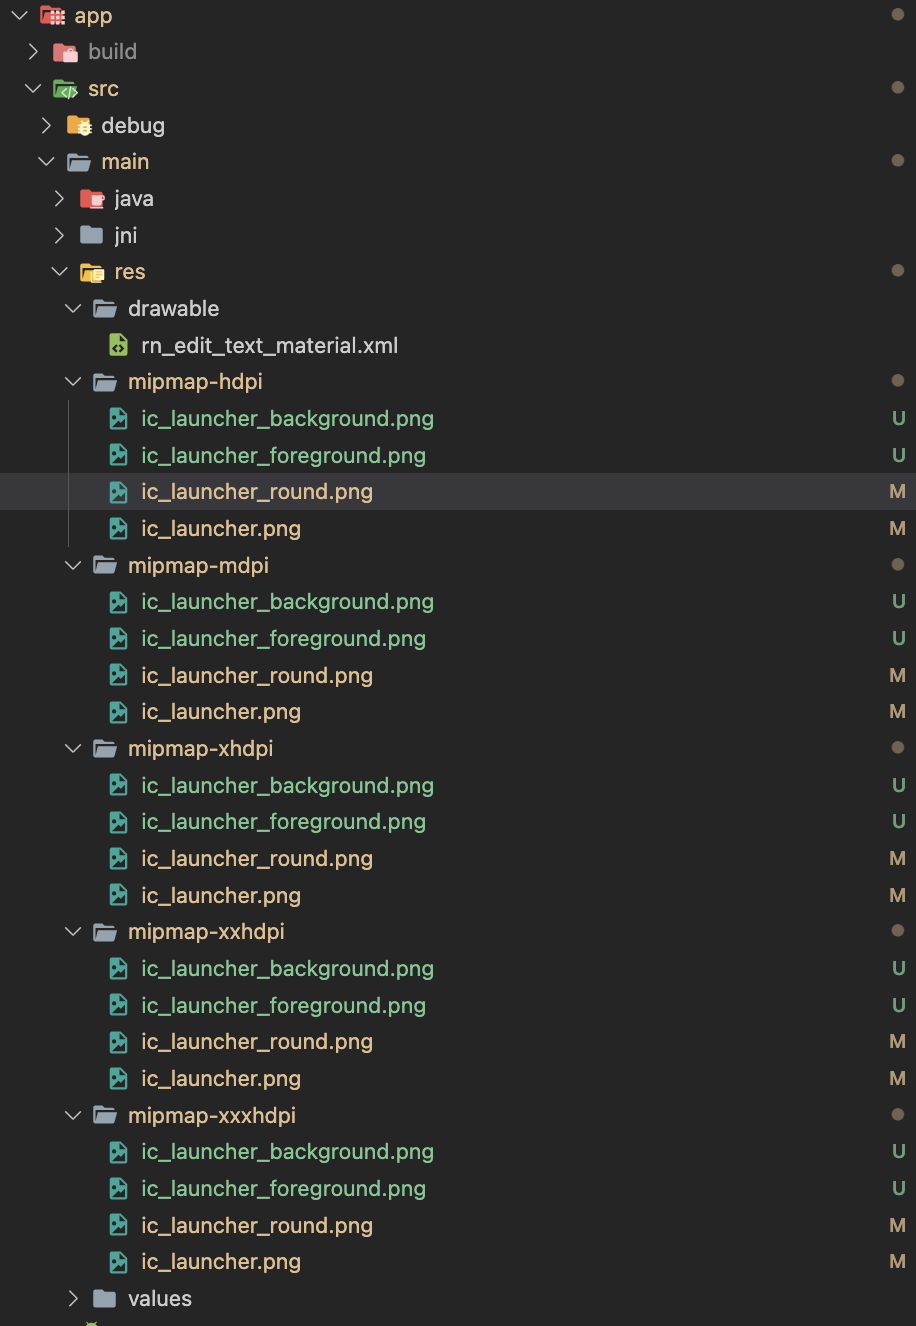 app
build
src
debug
main
java
jni
res
drawable
rn_edit_text_material.xml
mipmap-hdpi
ic_launcher_background.png U
ic_launcher_foreground.png U
ic_launcher_round.png M
ic_launcher.png M
mipmap-mdpi
ic_launcher_background.png U
ic_launcher_foreground.png U
ic_launcher_round.png M
ic_launcher.png M
mipmap-xhdpi
ic_launcher_background.png U
ic_launcher_foreground.png U
ic_launcher_round.png M
ic_launcher.png M
mipmap-xxhdpi
ic_launcher_background.png U
ic_launcher_foreground.png U
ic_launcher_round.png M
ic_launcher.png M
mipmap-xxxhdpi
ic_launcher_background.png U
ic_launcher_foreground.png U
ic_launcher_round.png M
ic_launcher.png M
values